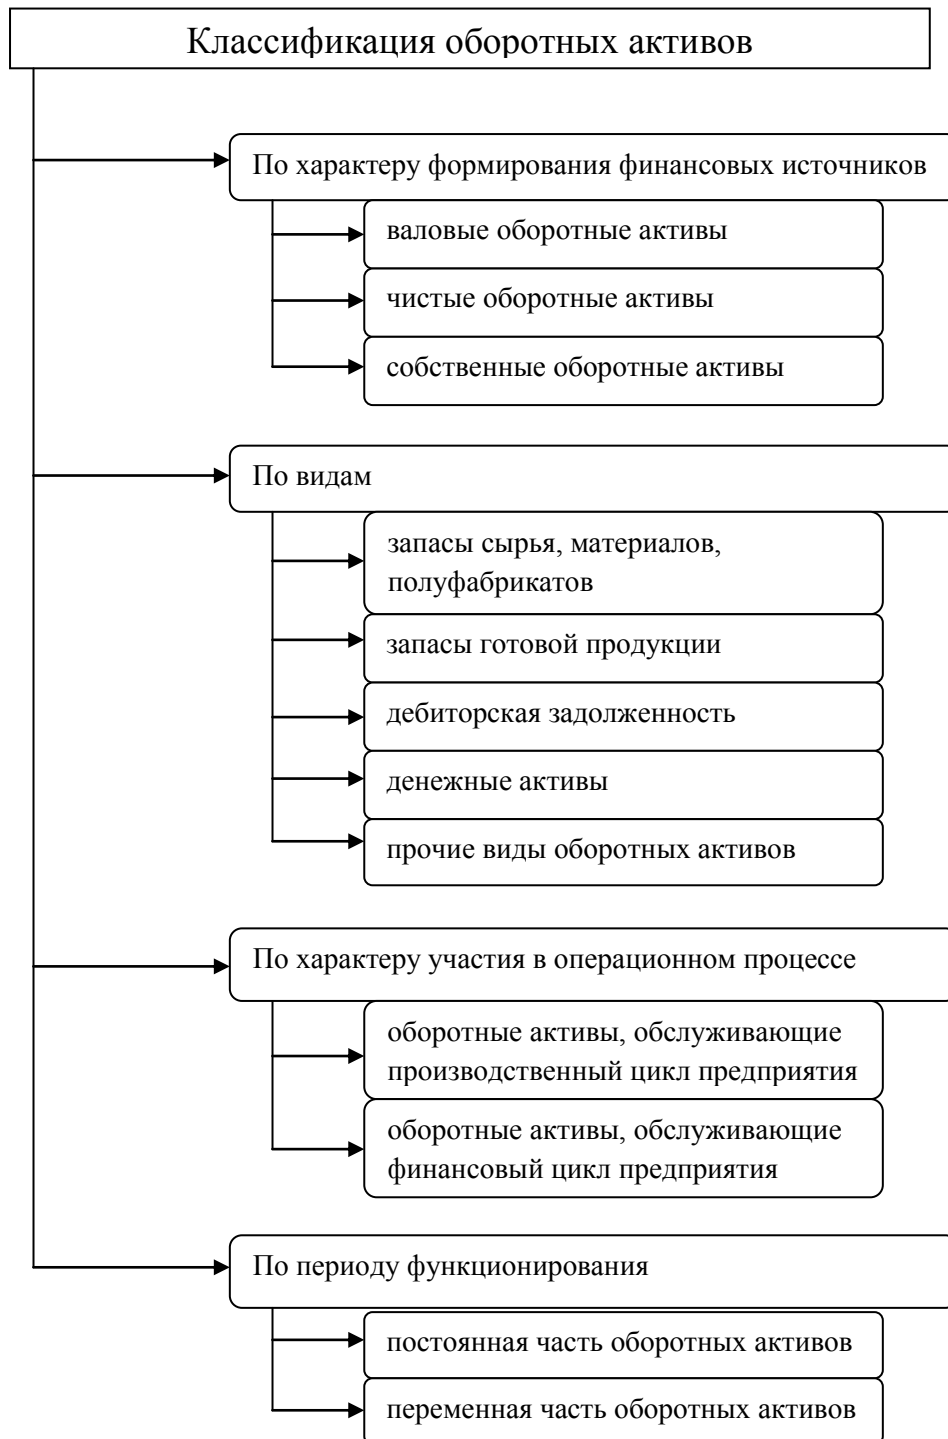 Классификация оборотных активов
По характеру формирования финансовых источников
валовые оборотные активы
чистые оборотные активы
собственные оборотные активы
По видам
запасы сырья, материалов,
полуфабрикатов
запасы готовой продукции
дебиторская задолженность
денежные активы
прочие виды оборотных активов
По характеру участия в операционном процессе
оборотные активы, обслуживающие
производственный цикл предприятия
оборотные активы, обслуживающие
финансовый цикл предприятия
По периоду функционирования
постоянная часть оборотных активов
переменная часть оборотных активов